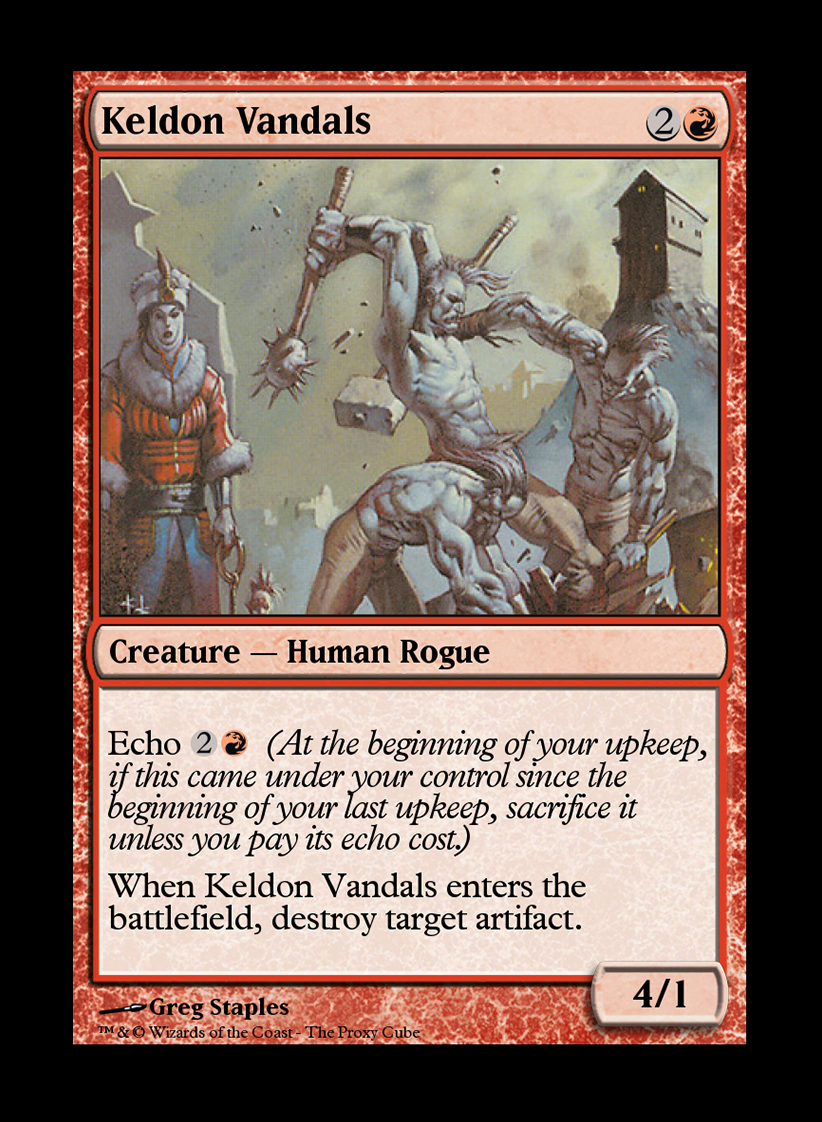 Keldon Vandals 2
Creature — Human Rogue
Echo 2 (At the beginning of your upkeep,
if this came under your control since the
beginning of your last upkeep, sacrifice it
unless you pay its echo cost.)
When Keldon Vandals enters the
battlefield, destroy target artifact.
4/1
Greg Staples
™ & © Wizards of the Coast - The Proxy Cube